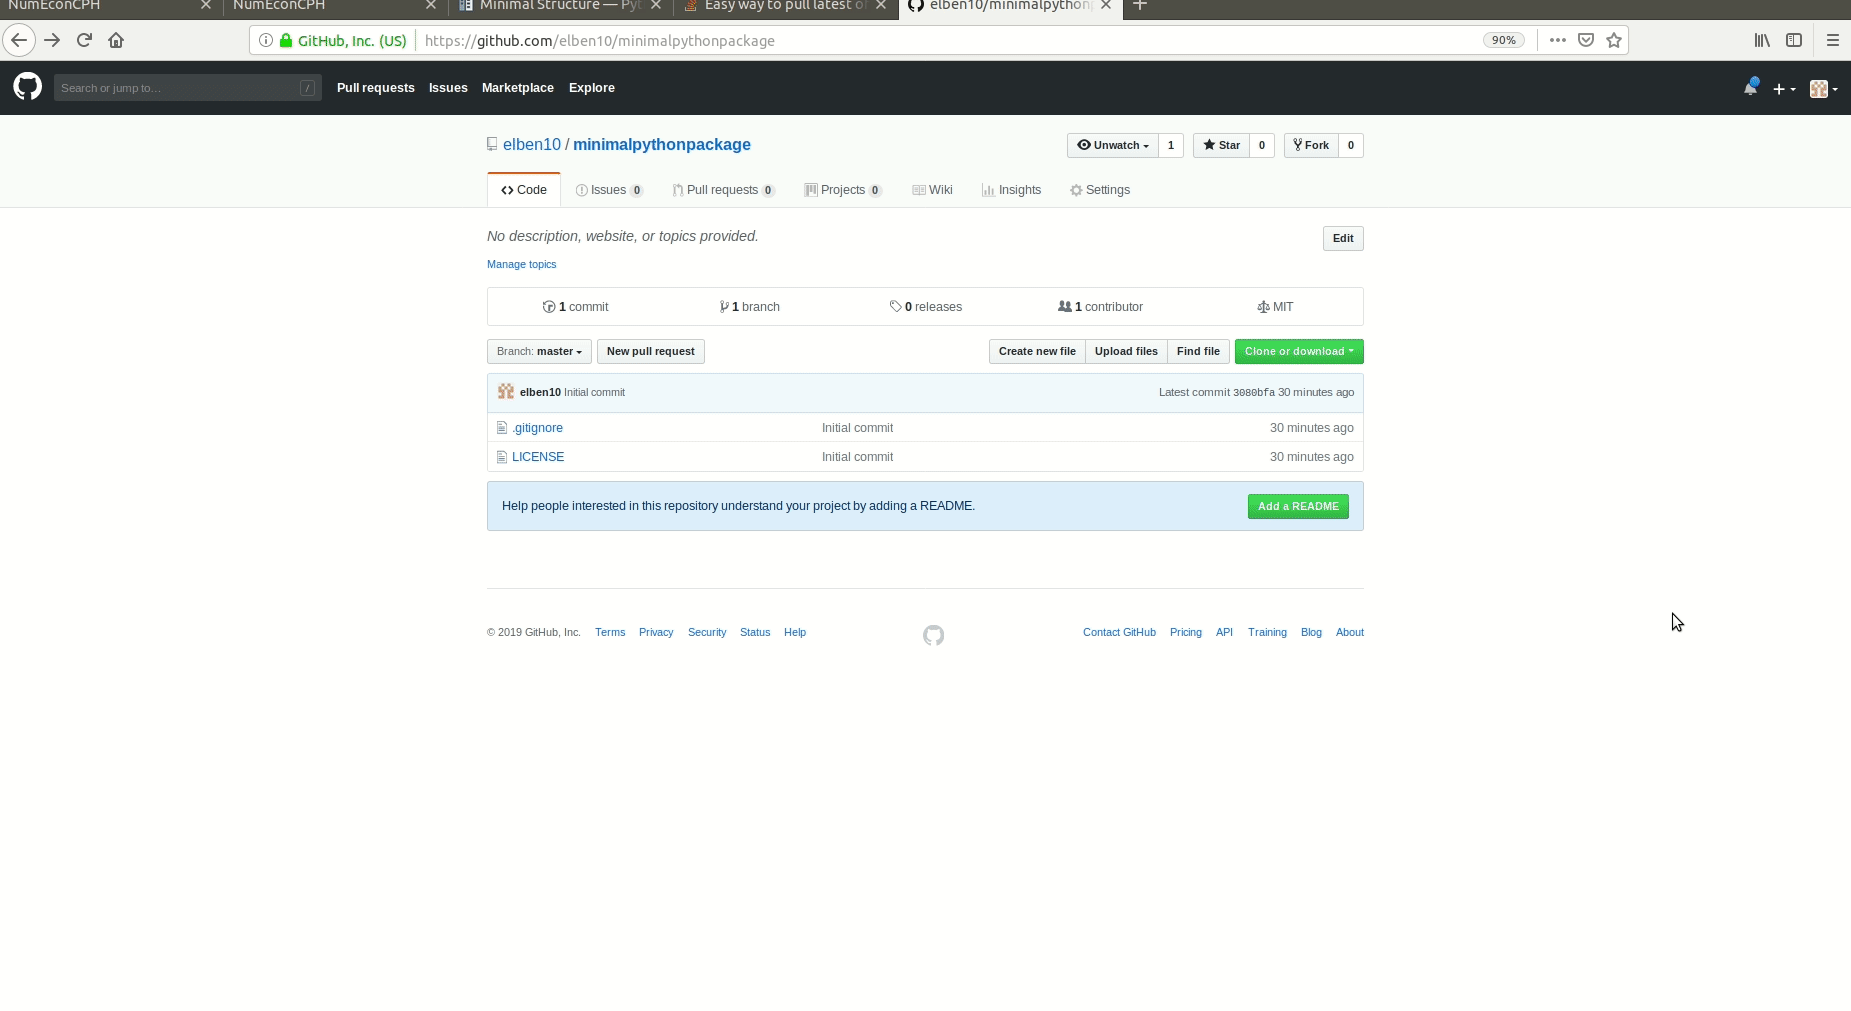 NumEconCPH NumEconCPH Minimal Structure — Pyt Easy way to pull latest o elben10/minimalpythonp
GitHub, Inc. (US) https://github.com/elben10/minimalpythonpackage 90%
Search or jump to… / Pull requests Issues Marketplace Explore
elben10 / minimalpythonpackage Unwatch 1 Star 0 Fork 0
Code Issues 0 Pull requests 0 Projects 0 Wiki Insights Settings
No description, website, or topics provided. Edit
Manage topics
1 commit 1 branch 0 releases 1 contributor MIT
Branch: master New pull request Create new file Upload files Find file Clone or download
elben10 Initial commit Latest commit 3080bfa 30 minutes ago
.gitignore Initial commit 30 minutes ago
LICENSE Initial commit 30 minutes ago
Help people interested in this repository understand your project by adding a README. Add a README
© 2019 GitHub, Inc. Terms Privacy Security Status Help Contact GitHub Pricing API Training Blog About